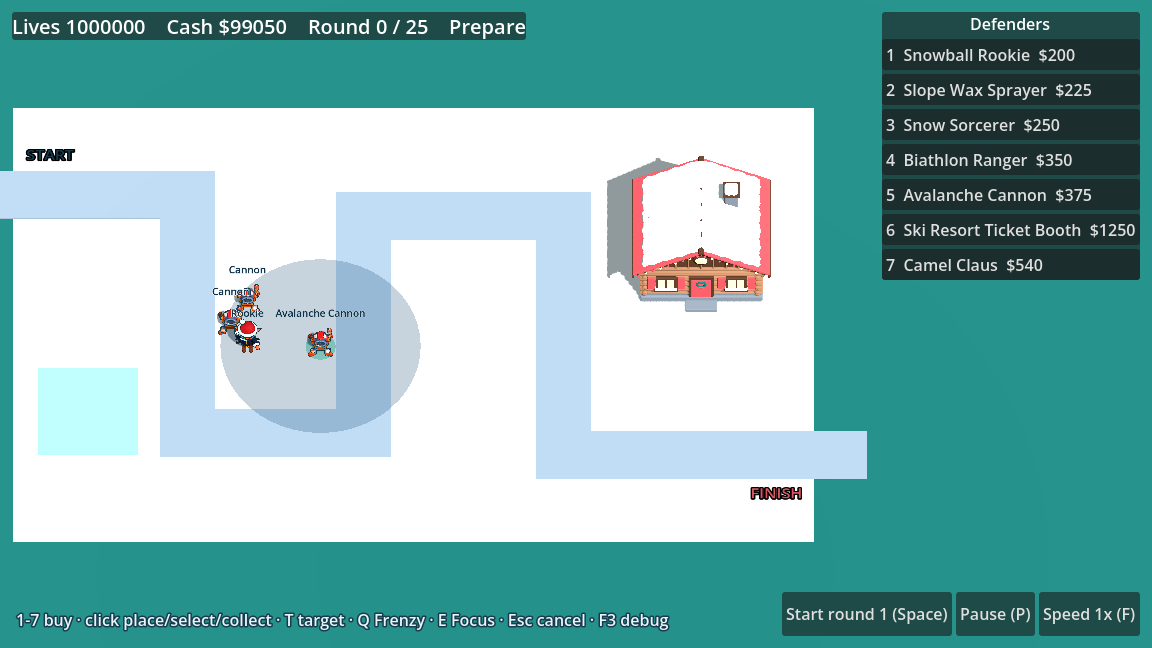 Lives 1000000 Cash $99050 Round 0 / 25 Prepare
Defenders
1 Snowball Rookie $200
2 Slope Wax Sprayer $225
3 Snow Sorcerer $250
4 Biathlon Ranger $350
5 Avalanche Cannon $375
6 Ski Resort Ticket Booth $1250
7 Camel Claus $540
START
Cannon
Cannon
Rookie
Avalanche Cannon
FINISH
1-7 buy · click place/select/collect · T target · Q Frenzy · E Focus · Esc cancel · F3 debug
Start round 1 (Space)
Pause (P)
Speed 1x (F)